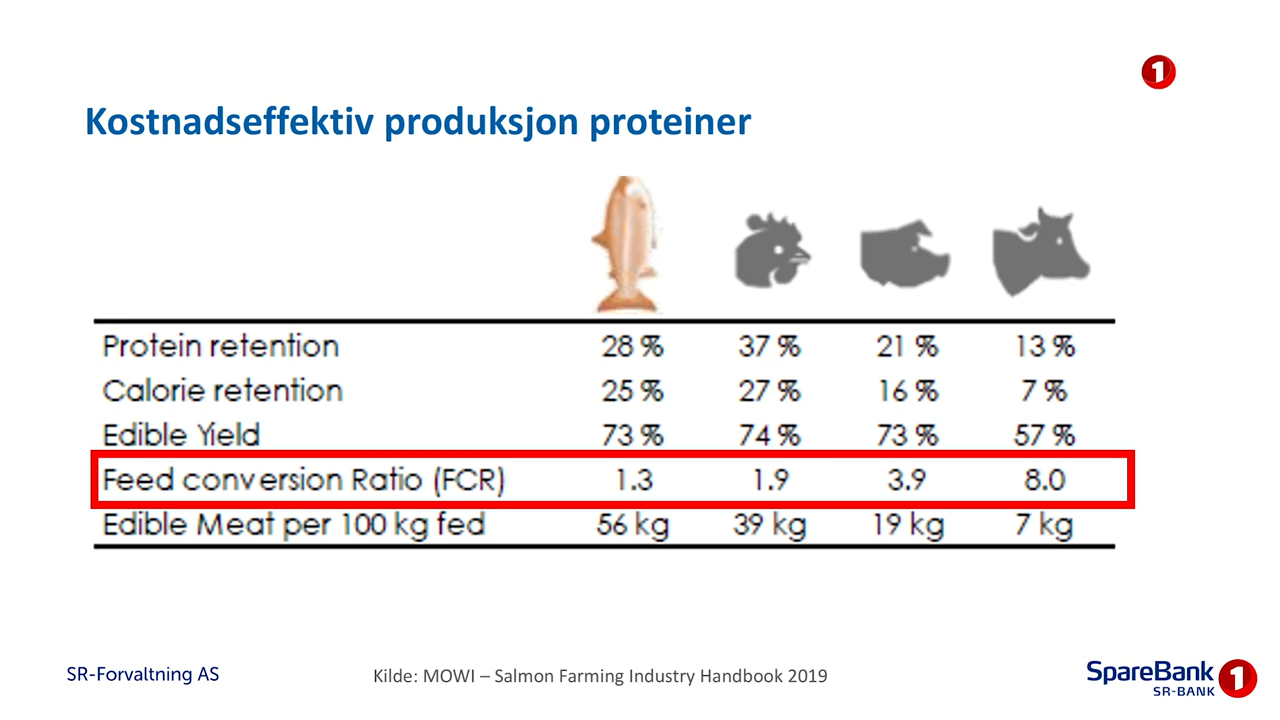 1
Kostnadseffektiv produksjon proteiner
Protein retention 28 % 37 % 21 % 13 %
Calorie retention 25 % 27 % 16 % 7 %
Edible Yield 73 % 74 % 73 % 57 %
Feed conversion Ratio (FCR) 1.3 1.9 3.9 8.0
Edible Meat per 100 kg fed 56 kg 39 kg 19 kg 7 kg
SR-Forvaltning AS
Kilde: MOWI – Salmon Farming Industry Handbook 2019
SpareBank 1
SR-BANK